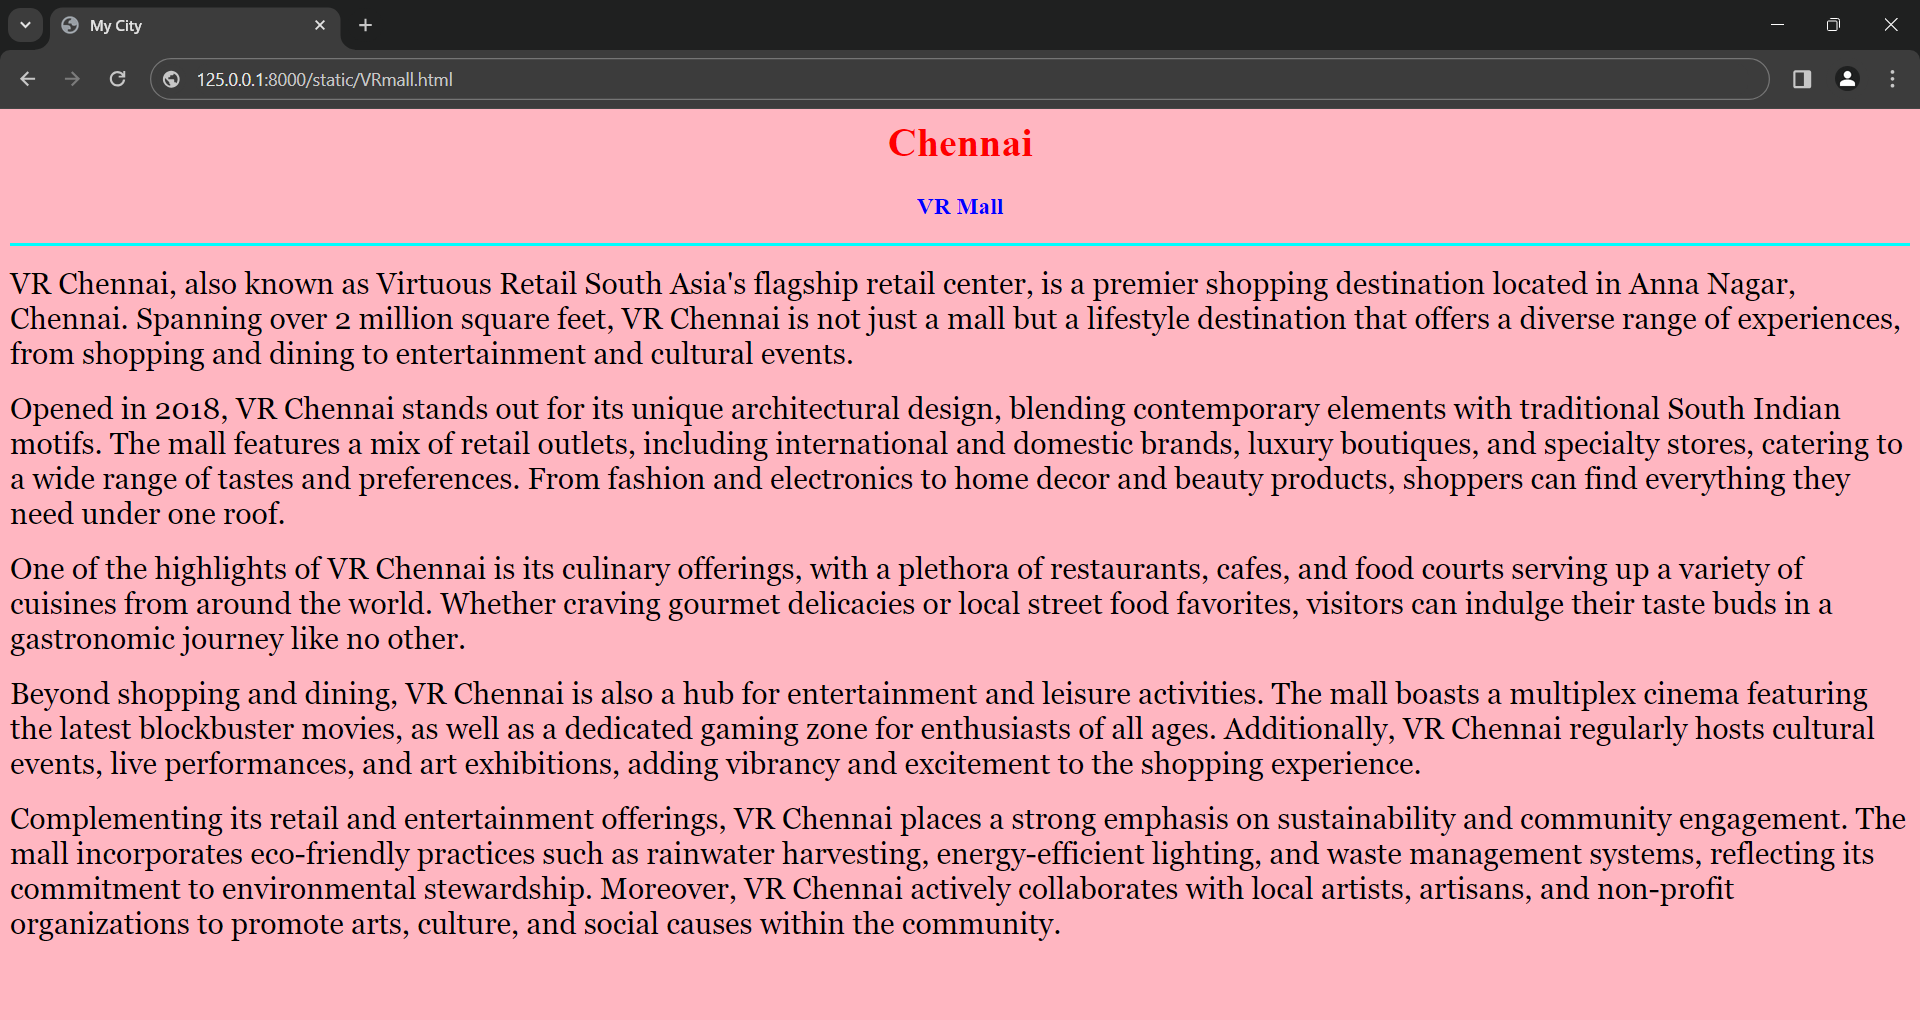 My City
125.0.0.1:8000/static/VRmall.html
Chennai
VR Mall
VR Chennai, also known as Virtuous Retail South Asia's flagship retail center, is a premier shopping destination located in Anna Nagar,
Chennai. Spanning over 2 million square feet, VR Chennai is not just a mall but a lifestyle destination that offers a diverse range of experiences,
from shopping and dining to entertainment and cultural events.
Opened in 2018, VR Chennai stands out for its unique architectural design, blending contemporary elements with traditional South Indian
motifs. The mall features a mix of retail outlets, including international and domestic brands, luxury boutiques, and specialty stores, catering to
a wide range of tastes and preferences. From fashion and electronics to home decor and beauty products, shoppers can find everything they
need under one roof.
One of the highlights of VR Chennai is its culinary offerings, with a plethora of restaurants, cafes, and food courts serving up a variety of
cuisines from around the world. Whether craving gourmet delicacies or local street food favorites, visitors can indulge their taste buds in a
gastronomic journey like no other.
Beyond shopping and dining, VR Chennai is also a hub for entertainment and leisure activities. The mall boasts a multiplex cinema featuring
the latest blockbuster movies, as well as a dedicated gaming zone for enthusiasts of all ages. Additionally, VR Chennai regularly hosts cultural
events, live performances, and art exhibitions, adding vibrancy and excitement to the shopping experience.
Complementing its retail and entertainment offerings, VR Chennai places a strong emphasis on sustainability and community engagement. The
mall incorporates eco-friendly practices such as rainwater harvesting, energy-efficient lighting, and waste management systems, reflecting its
commitment to environmental stewardship. Moreover, VR Chennai actively collaborates with local artists, artisans, and non-profit
organizations to promote arts, culture, and social causes within the community.